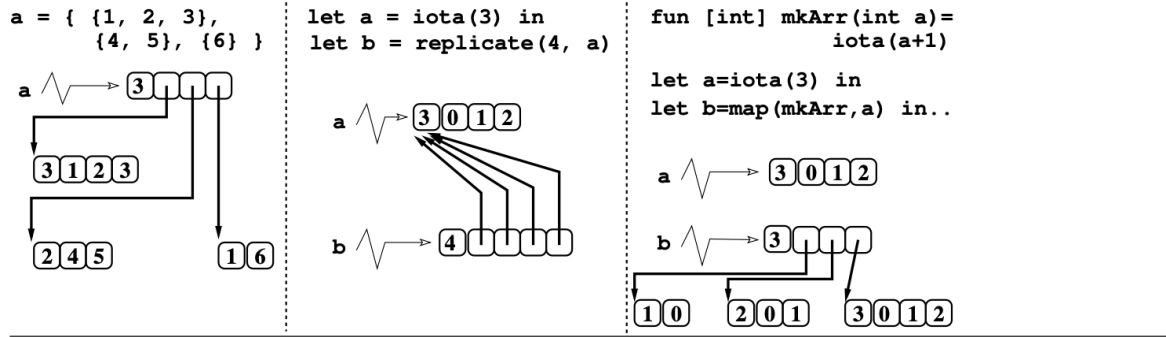 a = { {1, 2, 3},
{4, 5}, {6} }
a 3
3 1 2 3
2 4 5 1 6
let a = iota(3) in
let b = replicate(4, a)
a 3 0 1 2
b 4
fun [int] mkArr(int a)=
iota(a+1)
let a=iota(3) in
let b=map(mkArr,a) in..
a 3 0 1 2
b 3
1 0 2 0 1 3 0 1 2